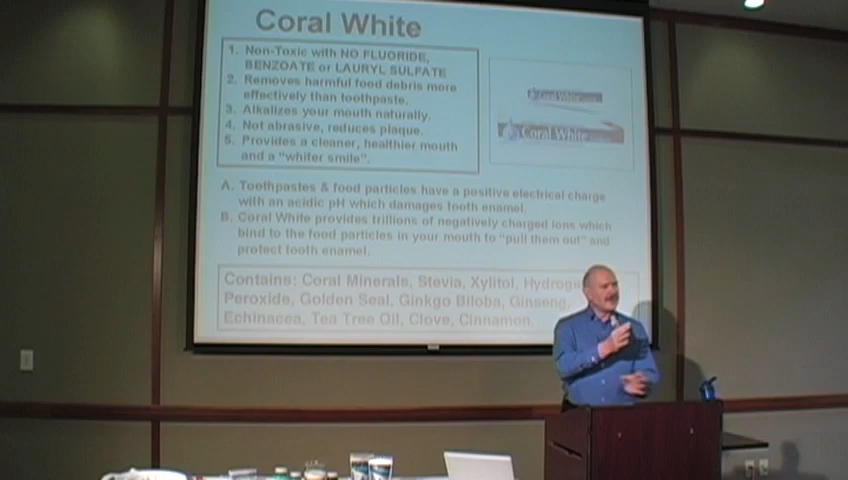 Coral White
1. Non-Toxic with NO FLUORIDE,
BENZOATE or LAURYL SULFATE
2. Removes harmful food debris more
effectively than toothpaste.
3. Alkalizes your mouth naturally.
4. Not abrasive, reduces plaque.
5. Provides a cleaner, healthier mouth
and a "whiter smile".
Coral White
Coral White
A. Toothpastes & food particles have a positive electrical charge
with an acidic pH which damages tooth enamel.
B. Coral White provides trillions of negatively charged ions which
bind to the food particles in your mouth to "pull them out" and
protect tooth enamel.
Contains: Coral Minerals, Stevia, Xylitol,
Peroxide, Golden Seal, Ginkgo Biloba, Ginseng,
Echinacea, Tea Tree Oil, Clove, Cinnamon.